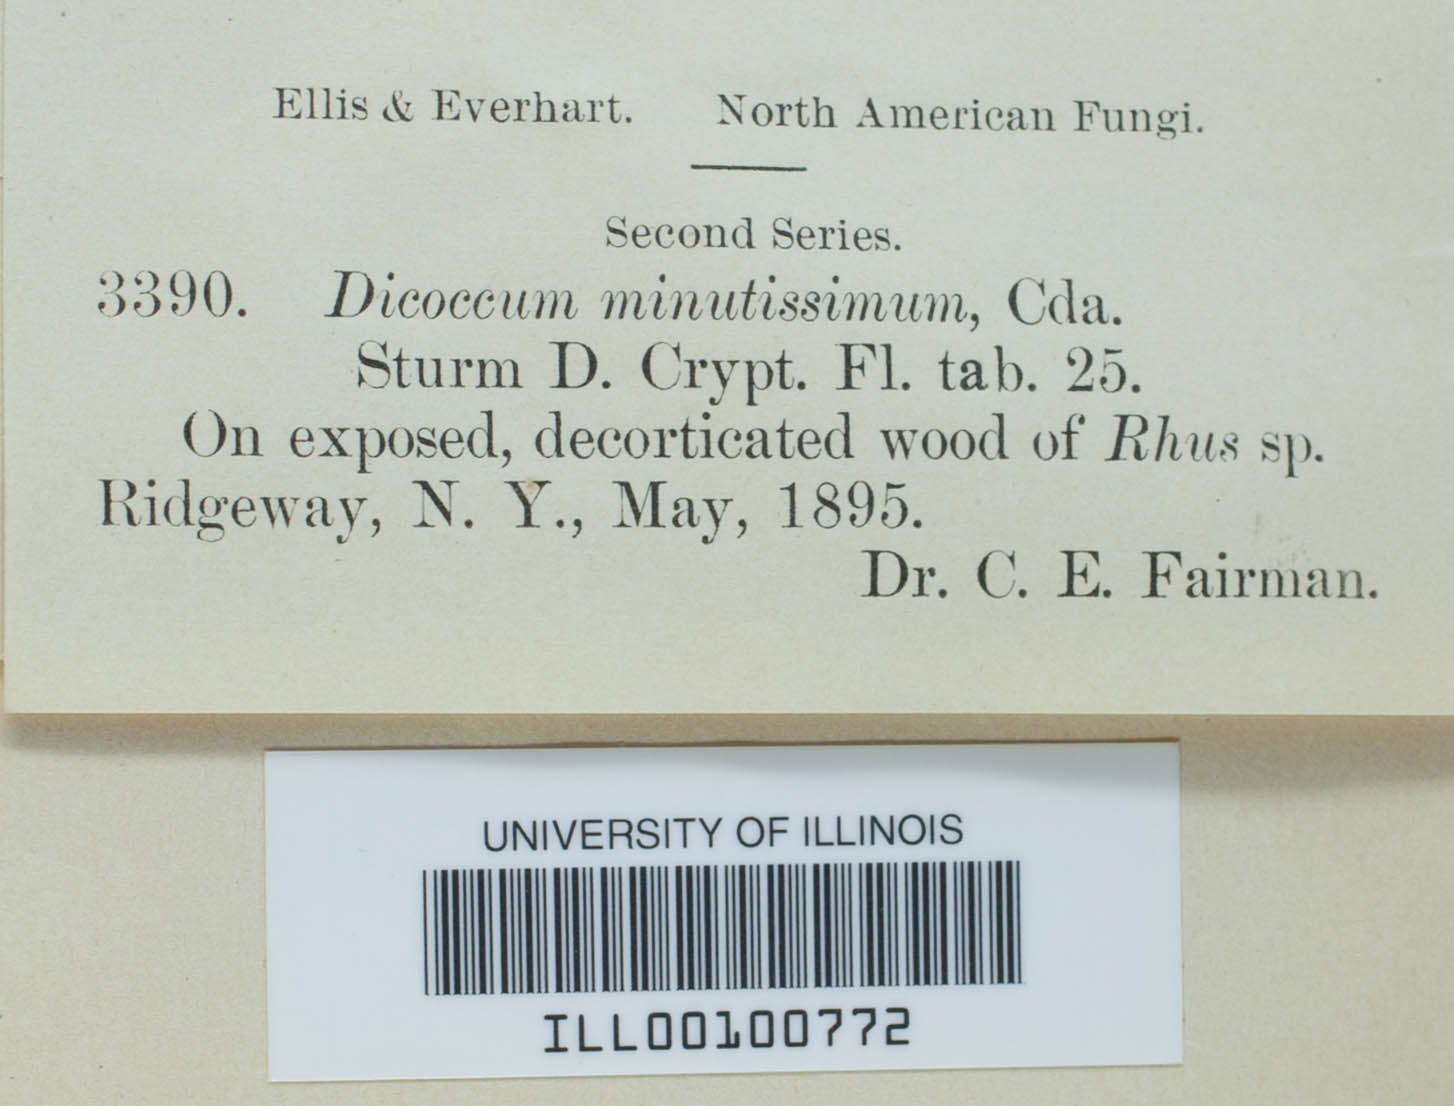 Ellis & Everhart. North American Fungi.
Second Series.
3390. Dicoccum minutissimum, Cda.
Sturm D. Crypt. Fl. tab. 25.
On exposed, decorticated wood of Rhus sp.
Ridgeway, N. Y., May, 1895.
Dr. C. E. Fairman.
UNIVERSITY OF ILLINOIS
ILL00100772